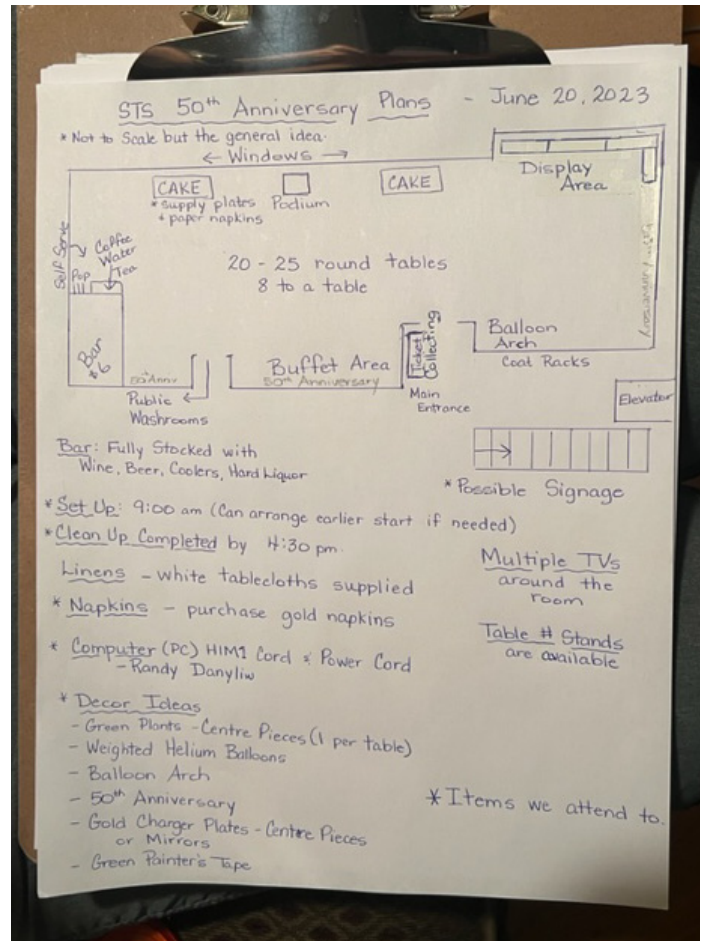 STS 50th Anniversary Plans - June 20, 2023
* Not to Scale but the general idea.
← Windows →
Display
Area
CAKE
* supply plates
+ paper napkins
Podium
CAKE
Self Serve
Coffee
Water
Tea
Pop
20 - 25 round tables
8 to a table
50th Anniversary
Bar
#6
50th Anniv
Public
Washrooms
Buffet Area
50th Anniversary
Ticket
Collecting
Main
Entrance
Balloon
Arch
Coat Racks
Elevator
* Possible Signage
Bar: Fully Stocked with
Wine, Beer, Coolers, Hard Liquor
* Set Up: 9:00 am (Can arrange earlier start if needed)
* Clean Up Completed by 4:30 pm.
Linens - white tablecloths supplied
* Napkins - purchase gold napkins
* Computer (PC) HIM1 Cord & Power Cord
- Randy Danyliw
Multiple TVs
around the
room
Table # Stands
are available
* Decor Ideas
- Green Plants - Centre Pieces (1 per table)
- Weighted Helium Balloons
- Balloon Arch
- 50th Anniversary
- Gold Charger Plates - Centre Pieces
or Mirrors
- Green Painter's Tape
* Items we attend to.